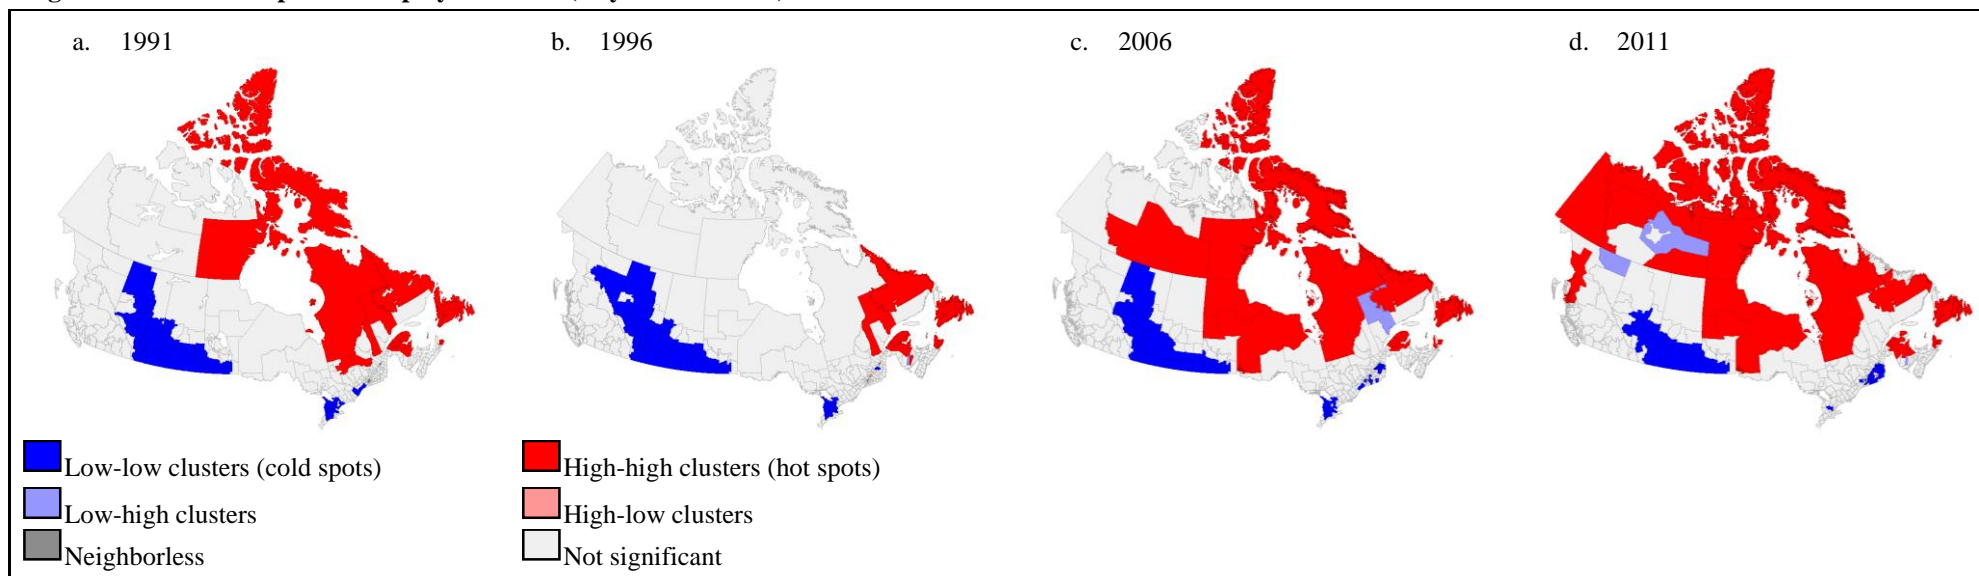 a. 1991
b. 1996
c. 2006
d. 2011
Low-low clusters (cold spots)
High-high clusters (hot spots)
Low-high clusters
High-low clusters
Neighborless
Not significant